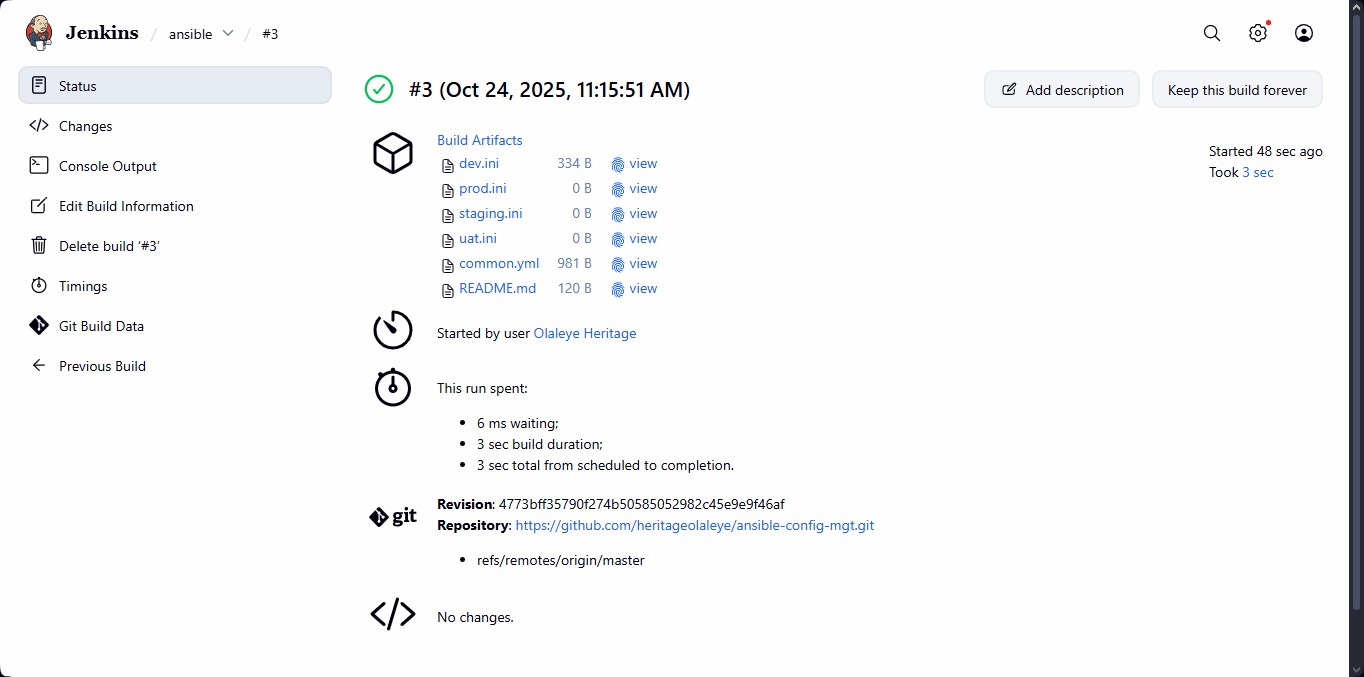 Jenkins / ansible / #3
Status
Changes
Console Output
Edit Build Information
Delete build ‘#3’
Timings
Git Build Data
Previous Build
#3 (Oct 24, 2025, 11:15:51 AM)
Add description
Keep this build forever
Started 48 sec ago
Took 3 sec
Build Artifacts
dev.ini 334 B view
prod.ini 0 B view
staging.ini 0 B view
uat.ini 0 B view
common.yml 981 B view
README.md 120 B view
Started by user Olaleye Heritage
This run spent:
• 6 ms waiting;
• 3 sec build duration;
• 3 sec total from scheduled to completion.
git
Revision: 4773bff35790f274b50585052982c45e9e9f46af
Repository: https://github.com/heritageolaleye/ansible-config-mgt.git
• refs/remotes/origin/master
No changes.